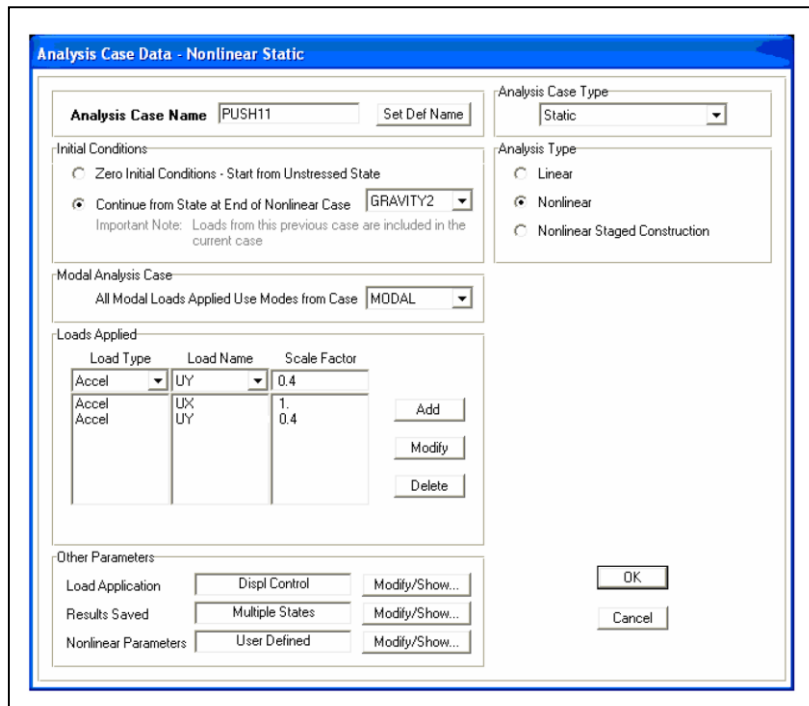 Analysis Case Data - Nonlinear Static
Analysis Case Name PUSH11 Set Def Name
Analysis Case Type
Static
Initial Conditions
Zero Initial Conditions - Start from Unstressed State
Continue from State at End of Nonlinear Case GRAVITY2
Important Note: Loads from this previous case are included in the
current case
Analysis Type
Linear
Nonlinear
Nonlinear Staged Construction
Modal Analysis Case
All Modal Loads Applied Use Modes from Case MODAL
Loads Applied
Load Type Load Name Scale Factor
Accel UY 0.4
Accel UX 1.
Accel UY 0.4
Add
Modify
Delete
Other Parameters
Load Application Displ Control Modify/Show...
Results Saved Multiple States Modify/Show...
Nonlinear Parameters User Defined Modify/Show...
OK
Cancel